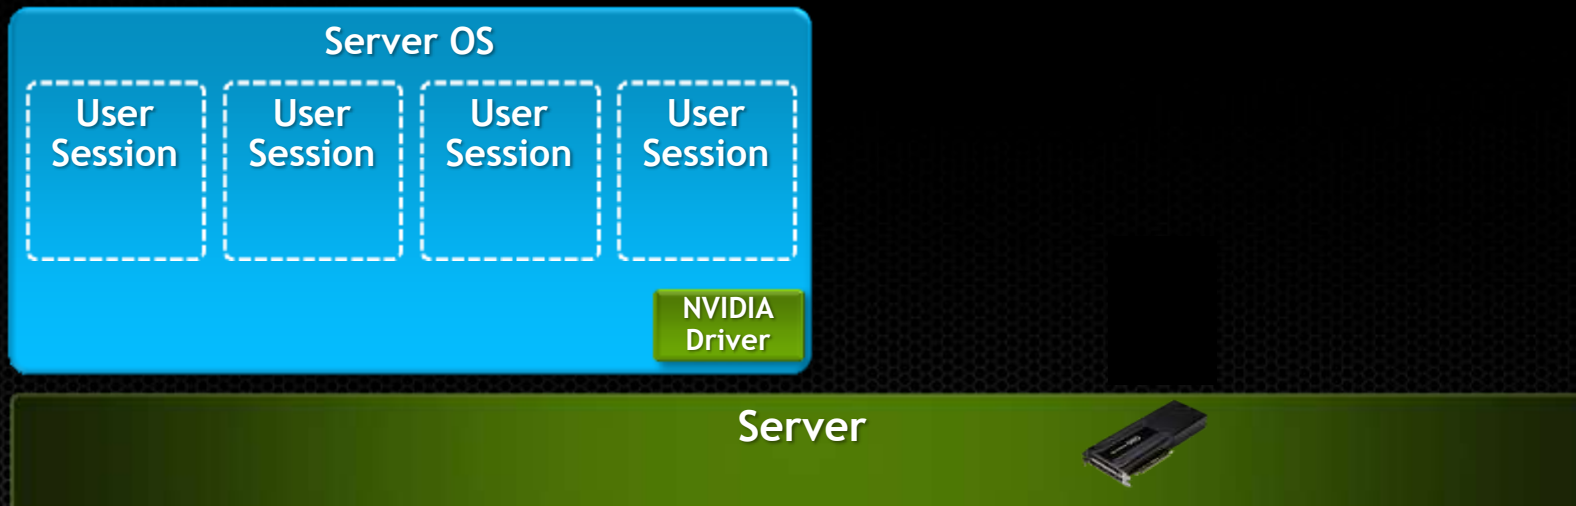 Server OS
User
Session
User
Session
User
Session
User
Session
NVIDIA
Driver
Server